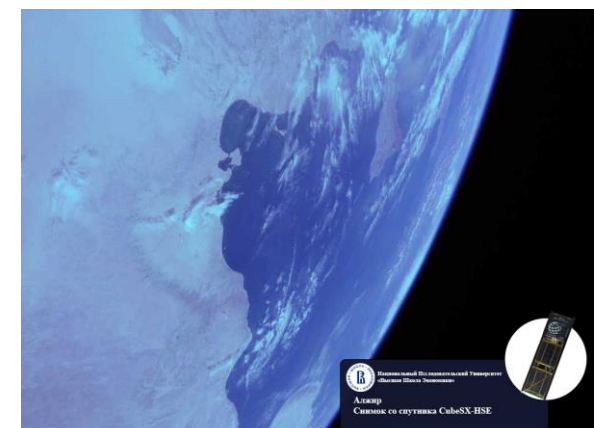 Национальный Исследовательский Университет
«Высшая Школа Экономики»
Алжир
Снимок со спутника CubeSX-HSE